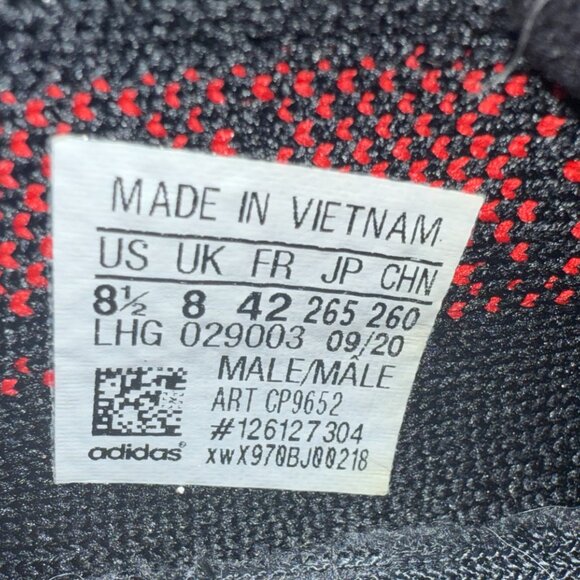 MADE IN VIETNAM
US UK FR JP CHN
8½ 8 42 265 260
LHG 029003 09/20
MALE/MÂLE
ART CP9652
#126127304
adidas xwX970BJ00218